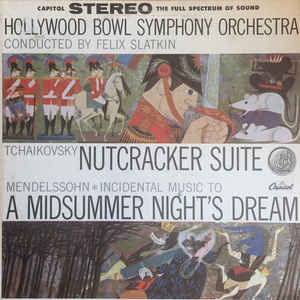 CAPITOL STEREO THE FULL SPECTRUM OF SOUND
HOLLYWOOD BOWL SYMPHONY ORCHESTRA
CONDUCTED BY FELIX SLATKIN
TCHAIKOVSKY NUTCRACKER SUITE
Capitol
MENDELSSOHN * INCIDENTAL MUSIC TO
A MIDSUMMER NIGHT'S DREAM